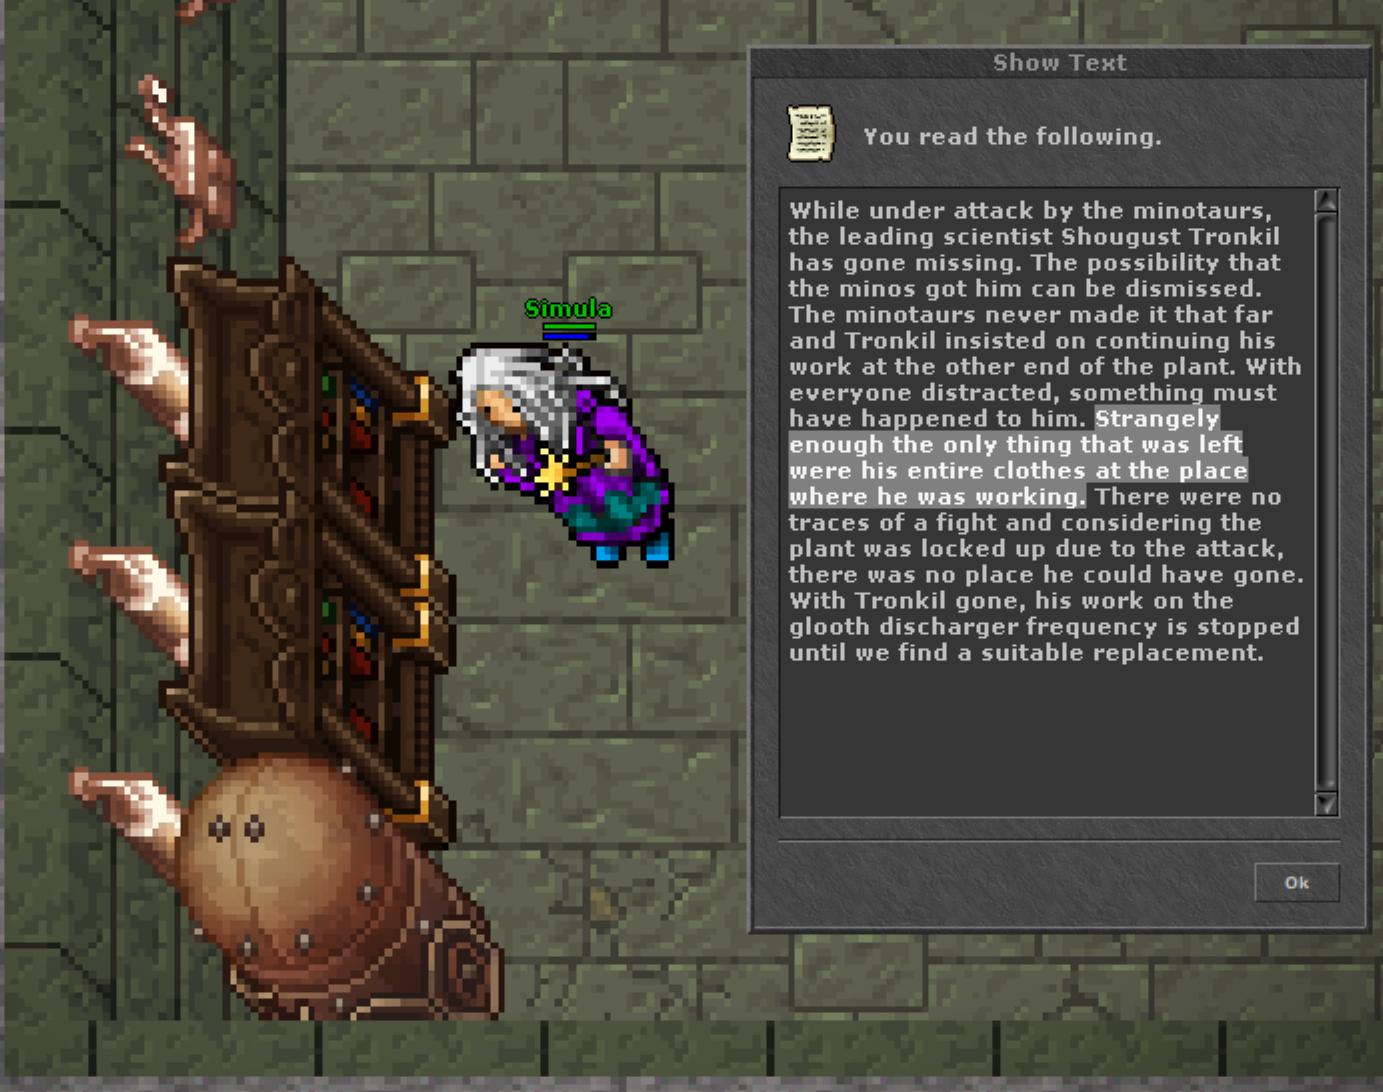 Show Text
You read the following.
Simula
While under attack by the minotaurs,
the leading scientist Shougust Tronkil
has gone missing. The possibility that
the minos got him can be dismissed.
The minotaurs never made it that far
and Tronkil insisted on continuing his
work at the other end of the plant. With
everyone distracted, something must
have happened to him. Strangely
enough the only thing that was left
were his entire clothes at the place
where he was working. There were no
traces of a fight and considering the
plant was locked up due to the attack,
there was no place he could have gone.
With Tronkil gone, his work on the
glooth discharger frequency is stopped
until we find a suitable replacement.
Ok